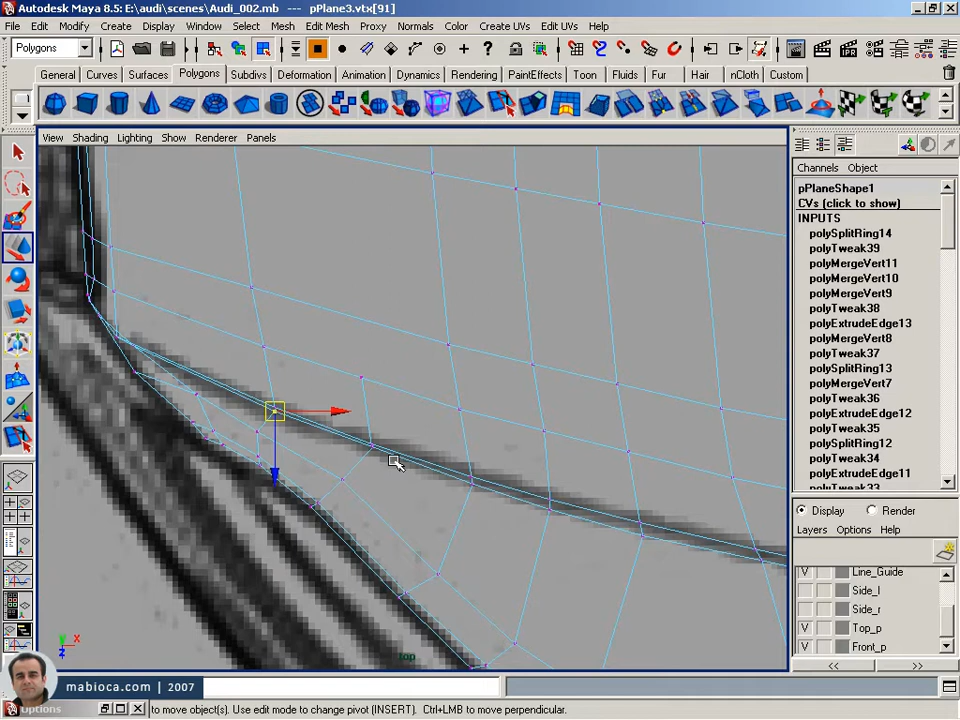 Autodesk Maya 8.5: E:\audi\scenes\Audi_002.mb --- pPlane3.vtx[91]
File Edit Modify Create Display Window Select Mesh Edit Mesh Proxy Normals Color Create UVs Edit UVs Help
Polygons
General Curves Surfaces Polygons Subdivs Deformation Animation Dynamics Rendering PaintEffects Toon Fluids Fur Hair nCloth Custom
View Shading Lighting Show Renderer Panels
Channels Object
pPlaneShape1
CVs (click to show)
INPUTS
polySplitRing14
polyTweak39
polyMergeVert11
polyMergeVert10
polyMergeVert9
polyTweak38
polyExtrudeEdge13
polyMergeVert8
polyTweak37
polySplitRing13
polyMergeVert7
polyTweak36
polyExtrudeEdge12
polySplitRing12
polyTweak34
polyExtrudeEdge11
polyTweak33
Display Render
Layers Options Help
V Line_Guide
Side_l
Side_r
V Top_p
V Front_p
<< >>
y x
z
top
mabioca.com | 2007
Options
to move object(s). Use edit mode to change pivot (INSERT). Ctrl+LMB to move perpendicular.